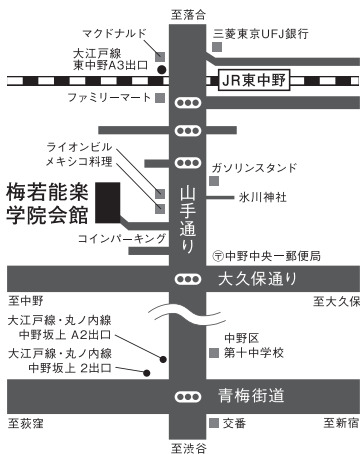 至落合
マクドナルド
三菱東京UFJ銀行
大江戸線
東中野A3出口
JR東中野
ファミリーマート
ライオンビル
メキシコ料理
ガソリンスタンド
梅若能楽
学院会館
山手通り
氷川神社
コインパーキング
〶中野中央一郵便局
大久保通り
至中野
至大久保
大江戸線・丸ノ内線
中野坂上 A2出口
中野区
第十中学校
大江戸線・丸ノ内線
中野坂上 2出口
青梅街道
至荻窪
交番
至新宿
至渋谷